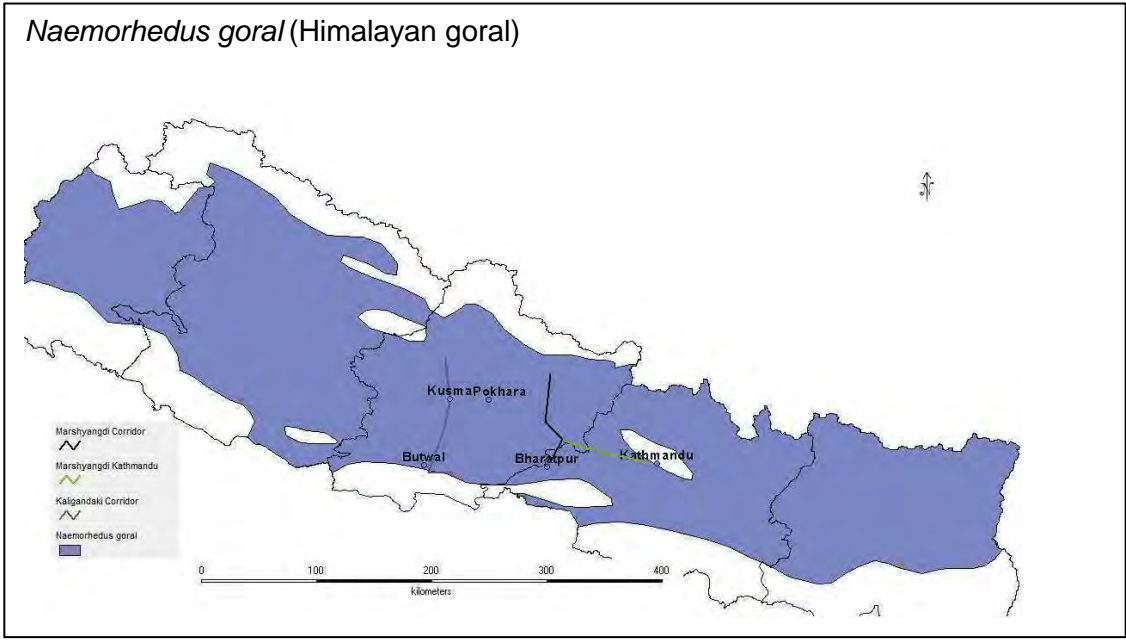 Naemorhedus goral (Himalayan goral)
Kusma Pokhara
Butwal
Bharatpur
Kathmandu
Marshyangdi Corridor
Marshyangdi Kathmandu
Kaligandaki Corridor
Naemorhedus goral
0 100 200 300 400
kilometers